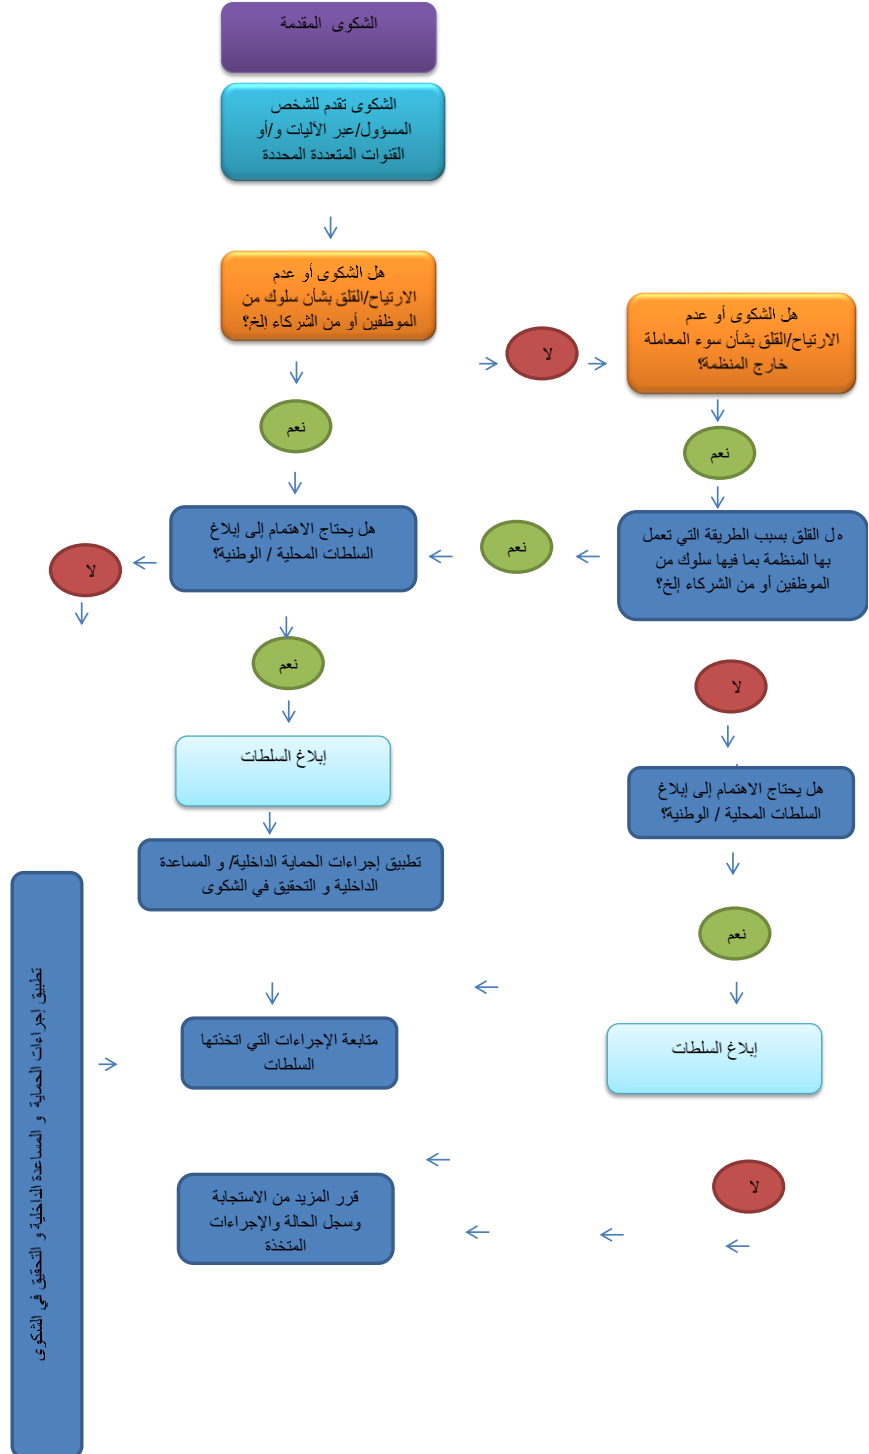 الشكوى المقدمة
الشكوى تقدم للشخص
المسؤول/عبر الآليات و/أو
القنوات المتعددة المحددة
هل الشكوى أو عدم
الارتياح/القلق بشأن سلوك من
الموظفين أو من الشركاء إلخ؟
لا
هل الشكوى أو عدم
الارتياح/القلق بشأن سوء المعاملة
خارج المنظمة؟
نعم
نعم
هل يحتاج الاهتمام إلى إبلاغ
السلطات المحلية / الوطنية؟
نعم
ه ل القلق بسبب الطريقة التي تعمل
بها المنظمة بما فيها سلوك من
الموظفين أو من الشركاء إلخ؟
لا
نعم
لا
إبلاغ السلطات
هل يحتاج الاهتمام إلى إبلاغ
السلطات المحلية / الوطنية؟
تطبيق إجراءات الحماية الداخلية/ و المساعدة
الداخلية و التحقيق في الشكوى
نعم
تطبيق إجراءات الحماية و المساعدة الداخلية و التحقيق في الشكوى
متابعة الإجراءات التي اتخذتها
السلطات
إبلاغ السلطات
لا
قرر المزيد من الاستجابة
وسجل الحالة والإجراءات
المتخذة